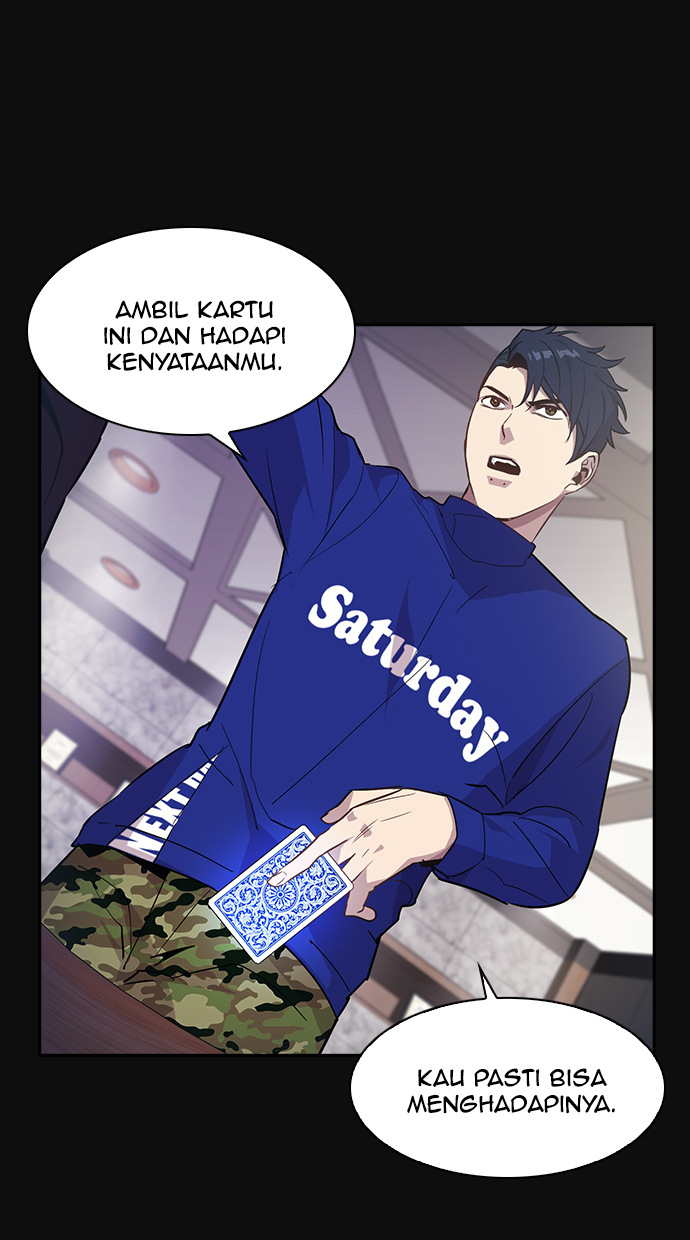 AMBIL KARTU
INI DAN HADAPI
KENYATAANMU.
Saturday
NEXT
KAU PASTI BISA
MENGHADAPINYA.